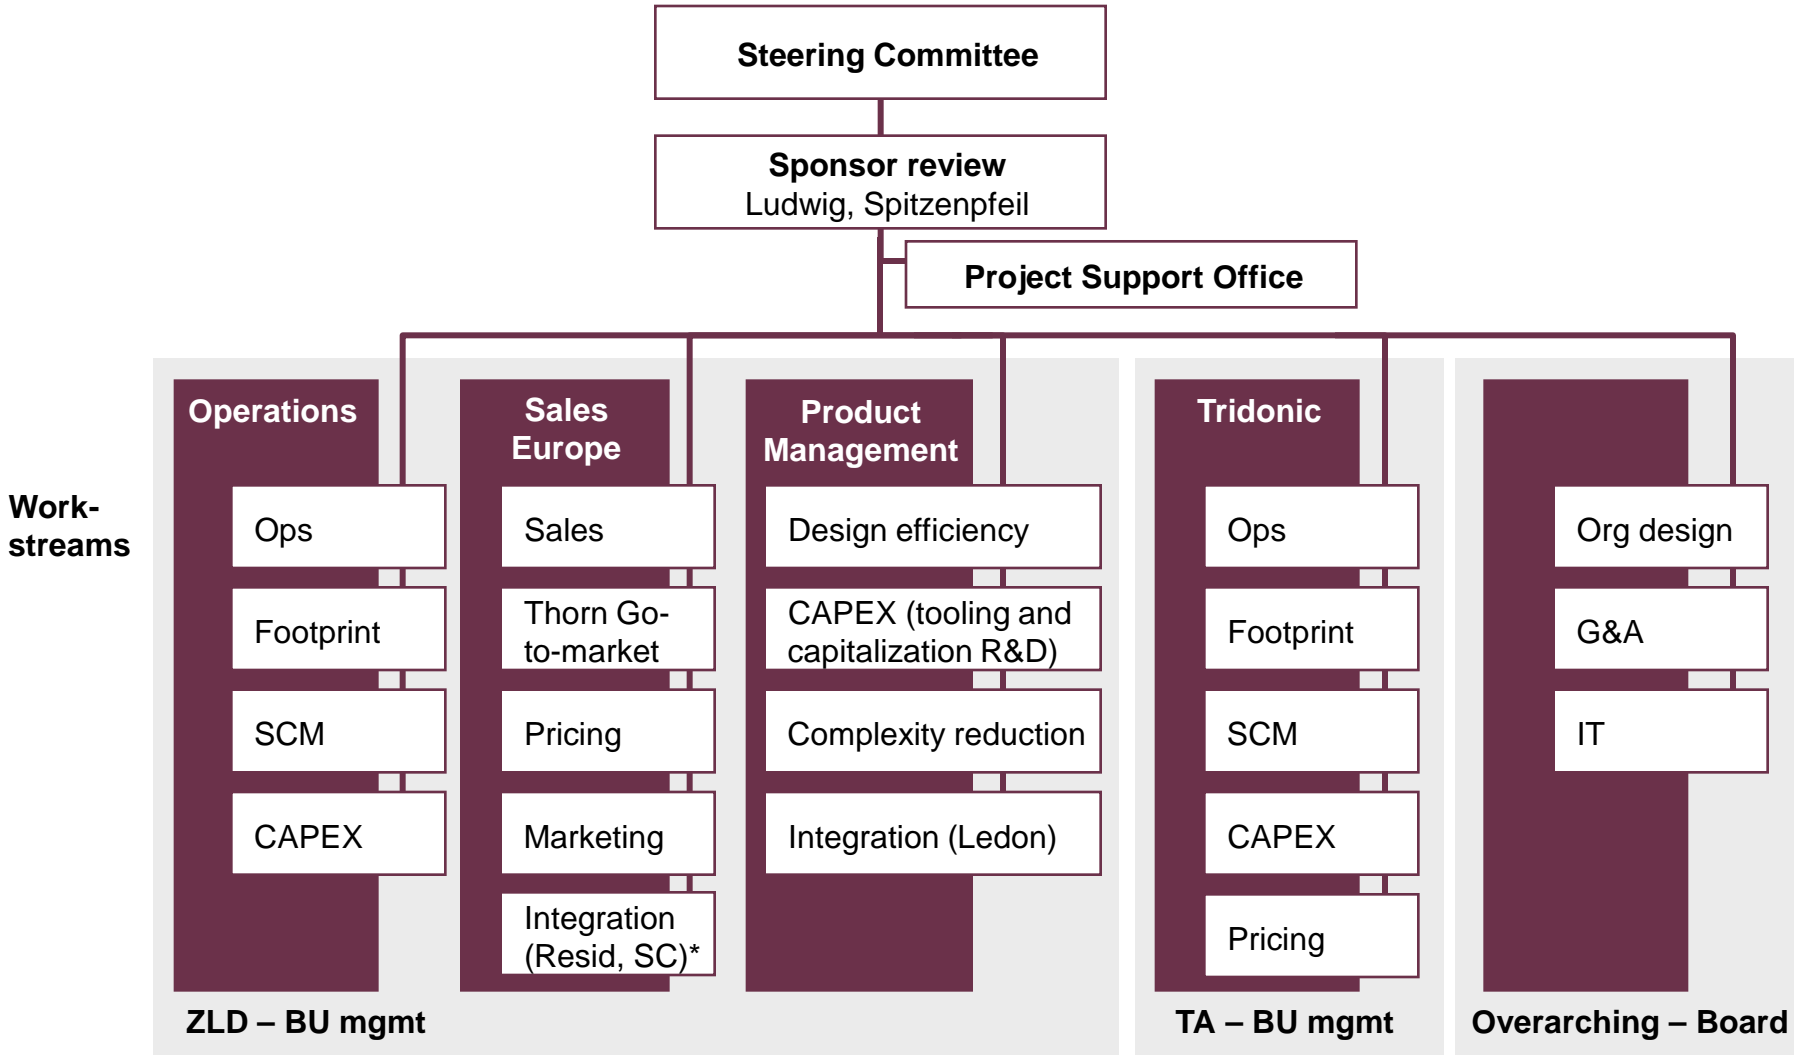 Steering Committee
Sponsor review
Ludwig, Spitzenpfeil
Project Support Office
Work-
streams
Operations
Ops
Footprint
SCM
CAPEX
Sales
Europe
Sales
Thorn Go-
to-market
Pricing
Marketing
Integration
(Resid, SC)*
Product
Management
Design efficiency
CAPEX (tooling and
capitalization R&D)
Complexity reduction
Integration (Ledon)
ZLD – BU mgmt
Tridonic
Ops
Footprint
SCM
CAPEX
Pricing
TA – BU mgmt
Org design
G&A
IT
Overarching – Board